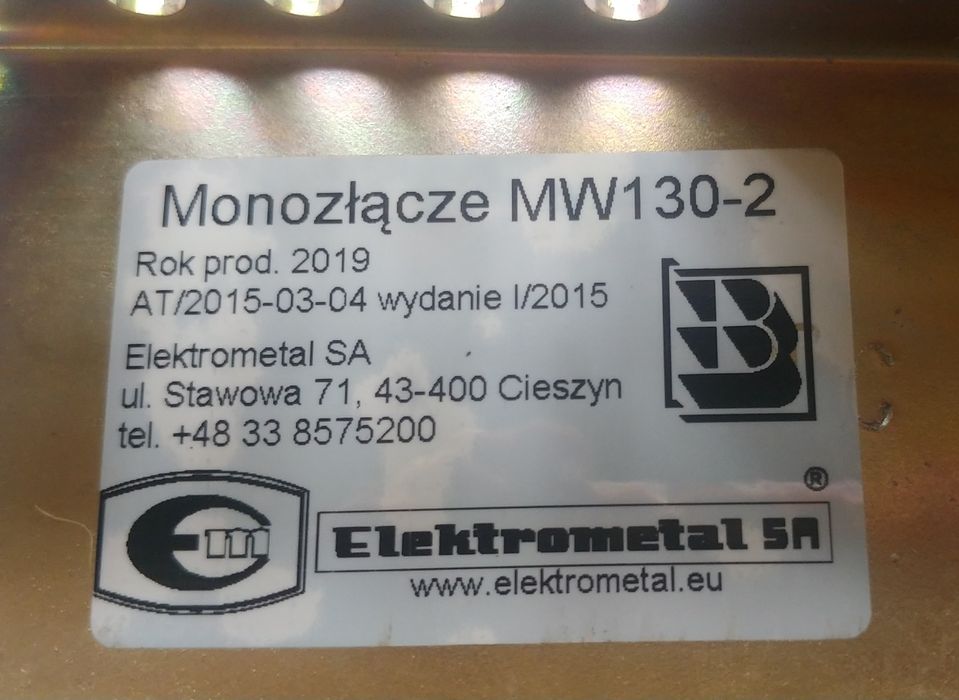 Monozłącze MW130-2
Rok prod. 2019
AT/2015-03-04 wydanie I/2015
Elektrometal SA
ul. Stawowa 71, 43-400 Cieszyn
tel. +48 33 8575200
B
Em
Elektrometal SA ®
www.elektrometal.eu